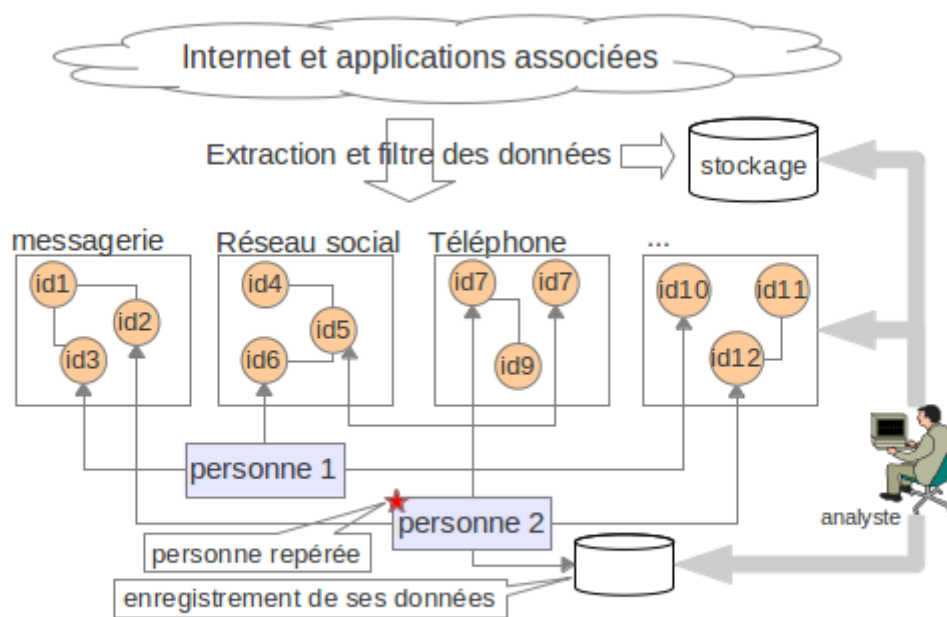 Internet et applications associées
Extraction et filtre des données
stockage
messagerie
Réseau social
Téléphone
...
id1
id2
id3
id4
id5
id6
id7
id7
id9
id10
id11
id12
personne 1
personne 2
analyste
personne repérée
enregistrement de ses données